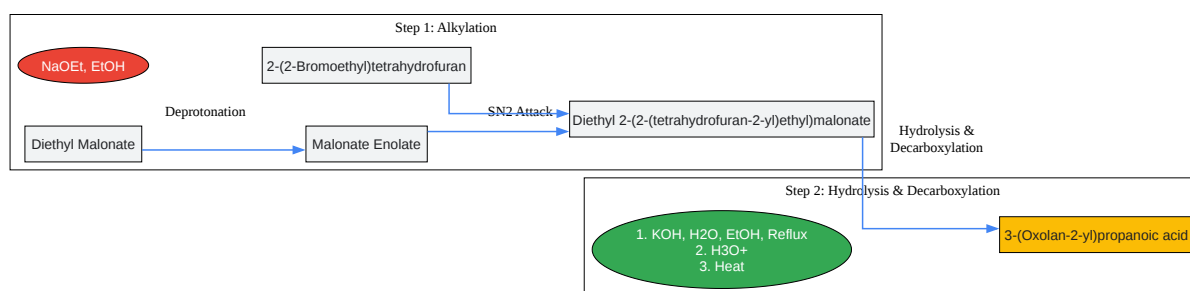 Step 1: Alkylation
NaOEt, EtOH
2-(2-Bromoethyl)tetrahydrofuran
Deprotonation
SN2 Attack
Diethyl 2-(2-(tetrahydrofuran-2-yl)ethyl)malonate
Diethyl Malonate
Malonate Enolate
Hydrolysis &
Decarboxylation
Step 2: Hydrolysis & Decarboxylation
1. KOH, H2O, EtOH, Reflux
2. H3O+
3. Heat
3-(Oxolan-2-yl)propanoic acid